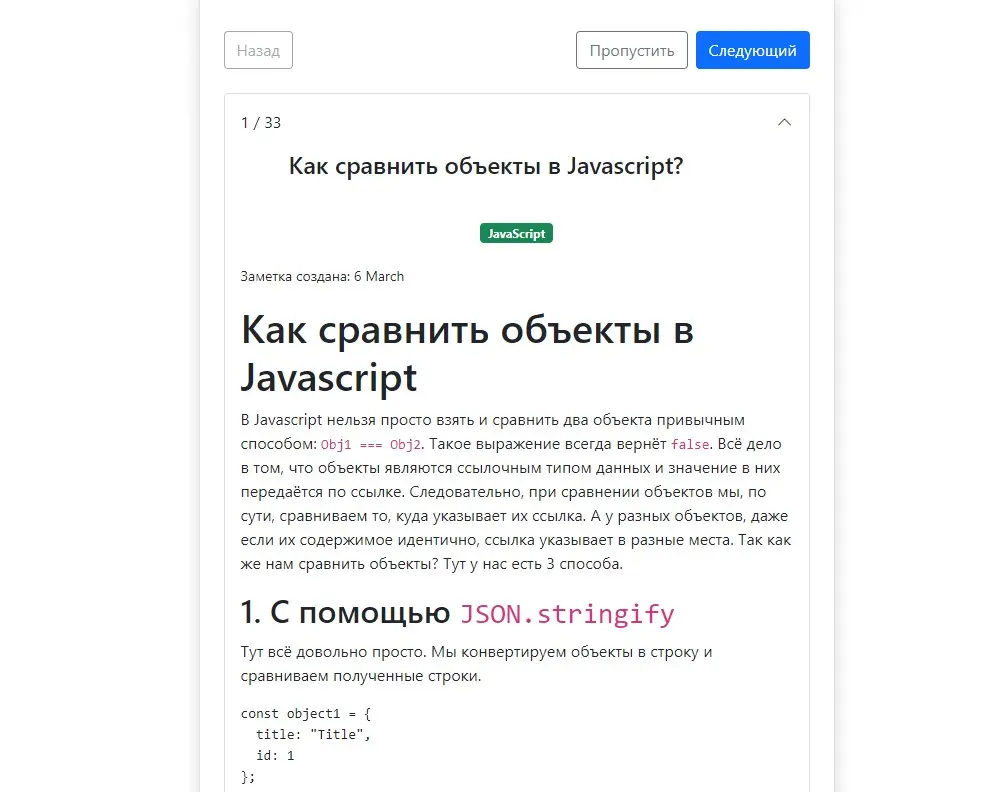 Назад
Пропустить
Следующий
1 / 33
Как сравнить объекты в Javascript?
JavaScript
Заметка создана: 6 March
Как сравнить объекты в
Javascript
В Javascript нельзя просто взять и сравнить два объекта привычным
способом: Obj1 === Obj2. Такое выражение всегда вернёт false. Всё дело
в том, что объекты являются ссылочным типом данных и значение в них
передаётся по ссылке. Следовательно, при сравнении объектов мы, по
сути, сравниваем то, куда указывает их ссылка. А у разных объектов, даже
если их содержимое идентично, ссылка указывает в разные места. Так как
же нам сравнить объекты? Тут у нас есть 3 способа.
1. С помощью JSON.stringify
Тут всё довольно просто. Мы конвертируем объекты в строку и
сравниваем полученные строки.
const object1 = {
  title: "Title",
  id: 1
};